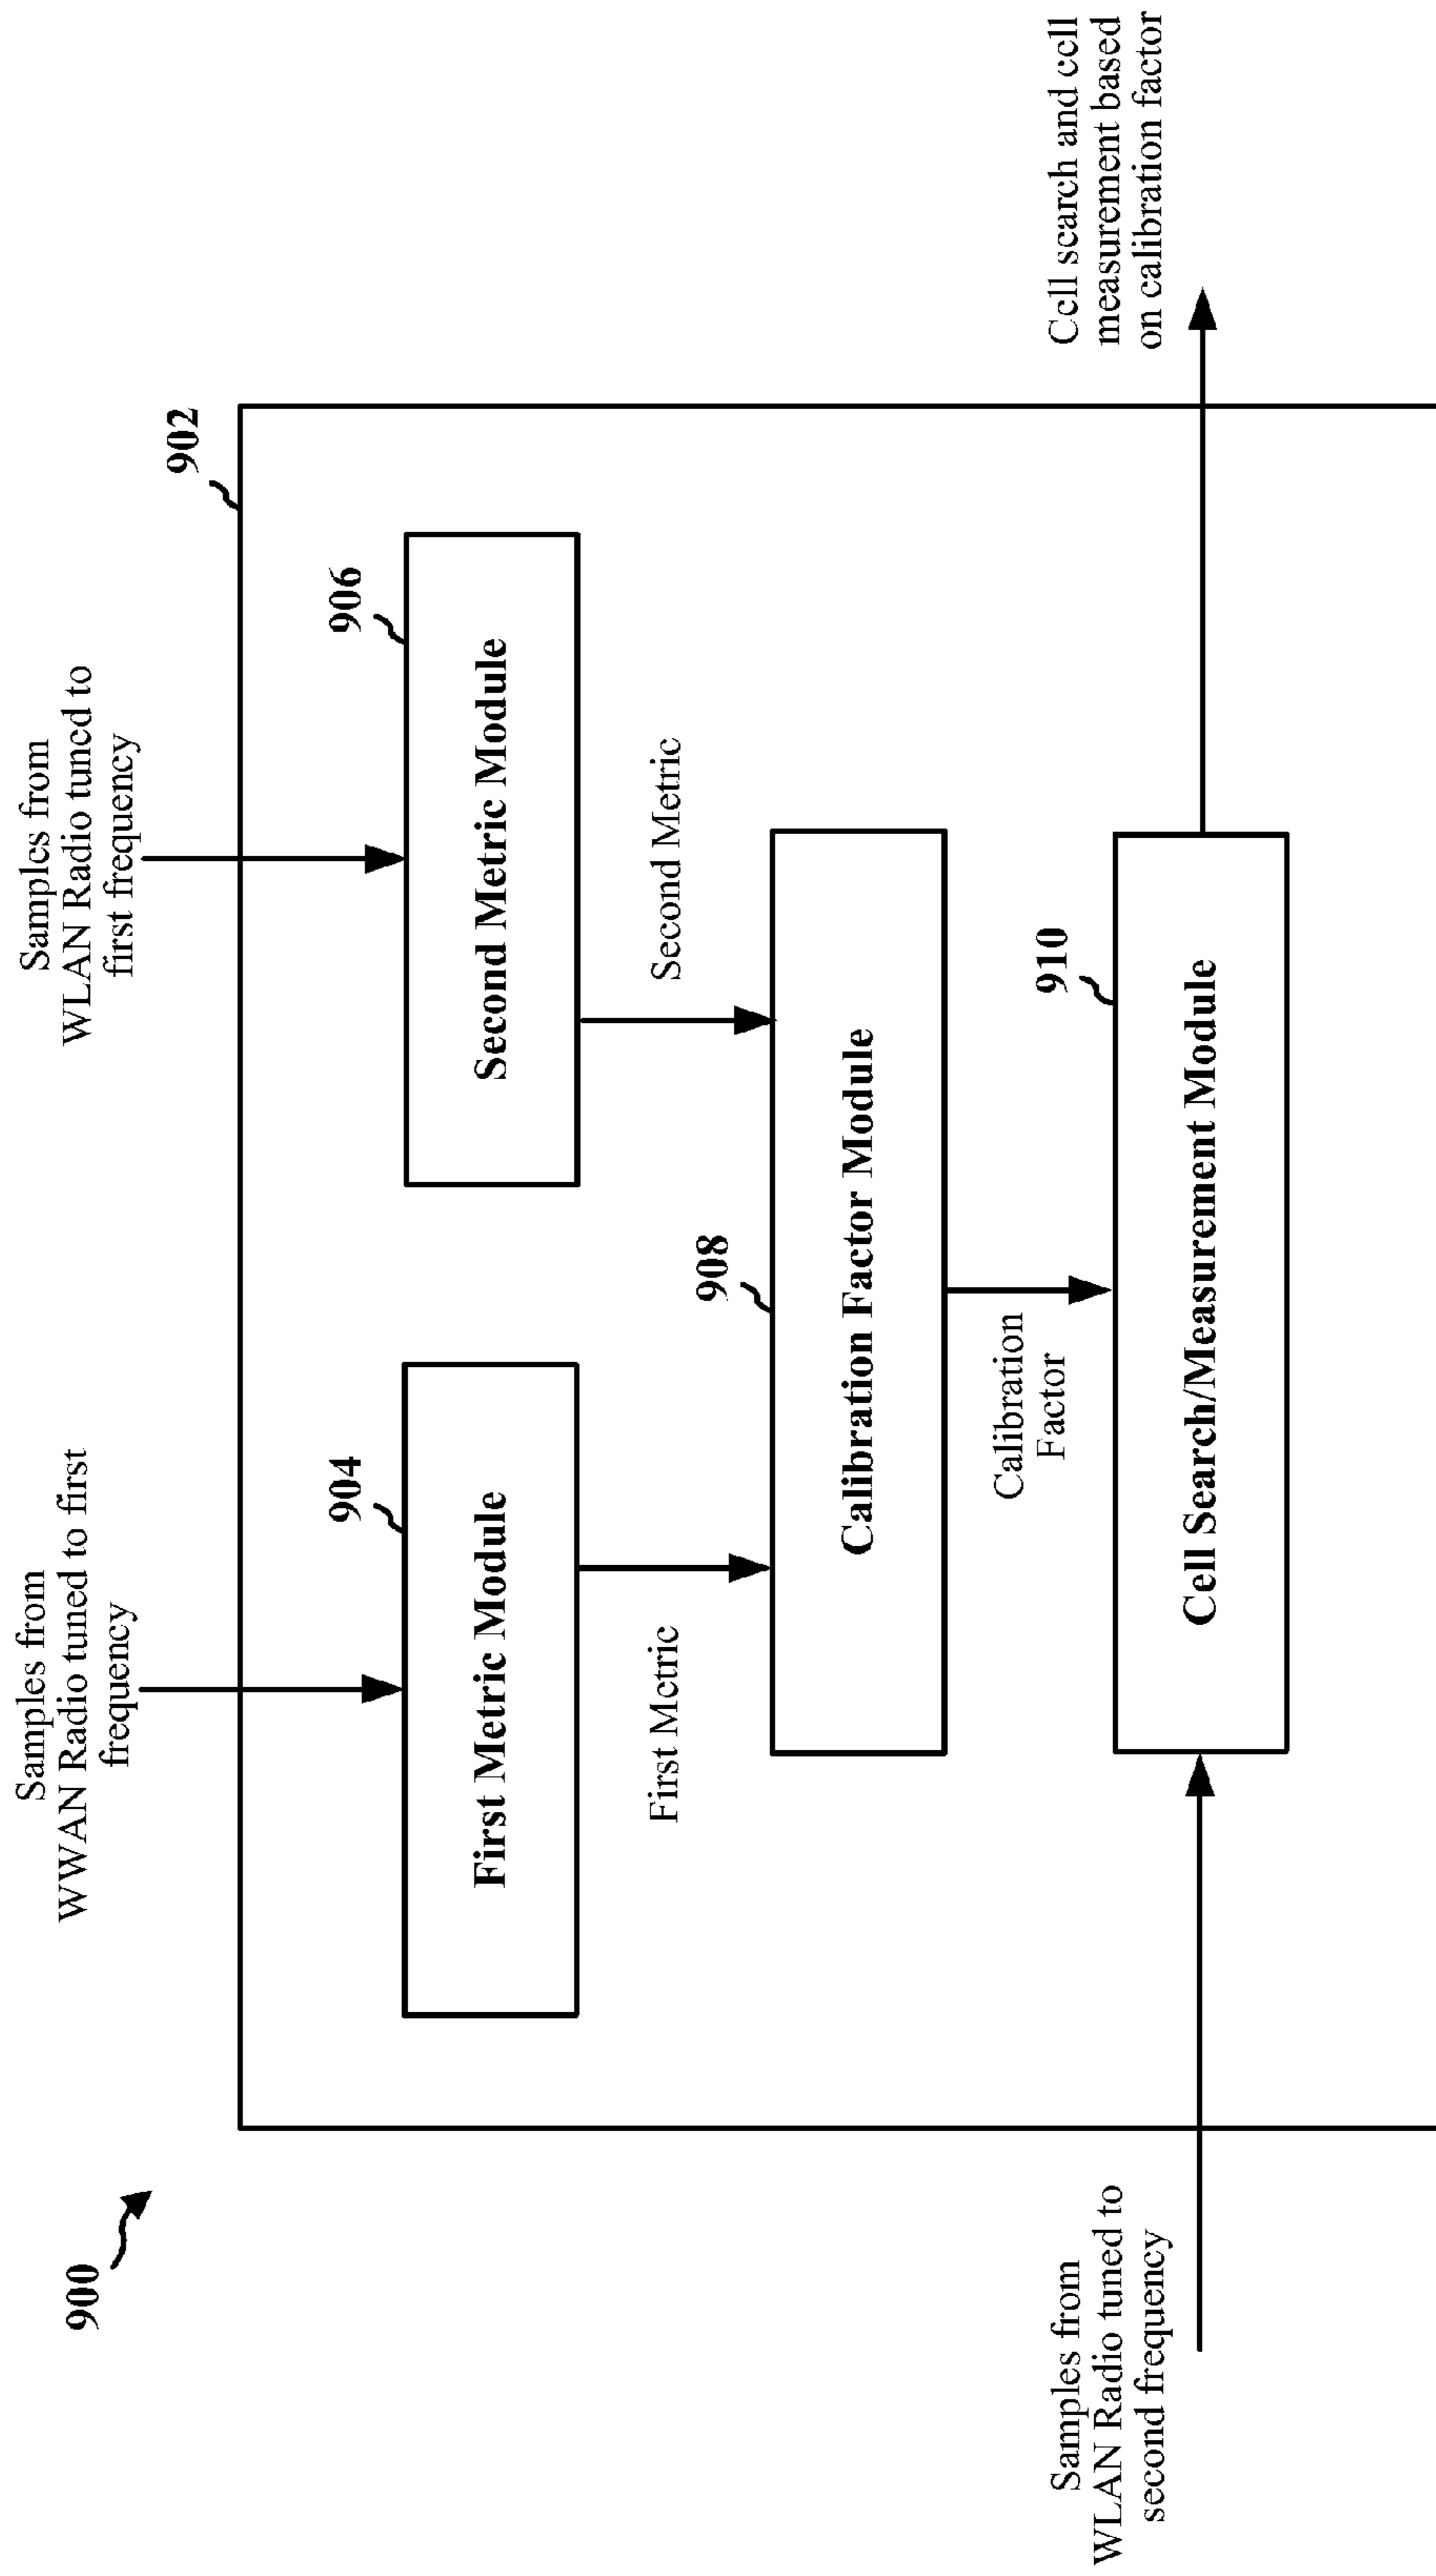 900
902
Samples from
WWAN Radio tuned to first
frequency
Samples from
WLAN Radio tuned to
first frequency
904
First Metric Module
906
Second Metric Module
First Metric
Second Metric
908
Calibration Factor Module
Calibration
Factor
910
Cell Search/Measurement Module
Samples from
WLAN Radio tuned to
second frequency
Cell search and cell
measurement based
on calibration factor